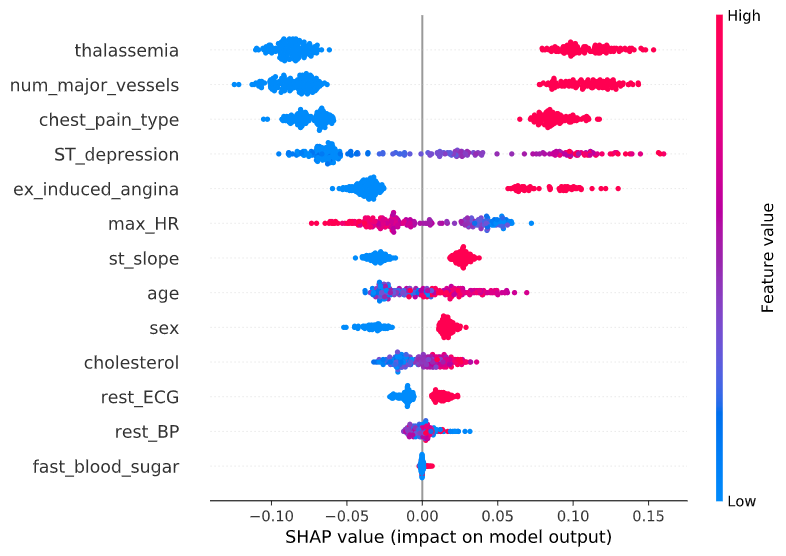 High
thalassemia
num_major_vessels
chest_pain_type
ST_depression
ex_induced_angina
max_HR
st_slope
age
sex
cholesterol
rest_ECG
rest_BP
fast_blood_sugar
Feature value
Low
−0.10 −0.05 0.00 0.05 0.10 0.15
SHAP value (impact on model output)